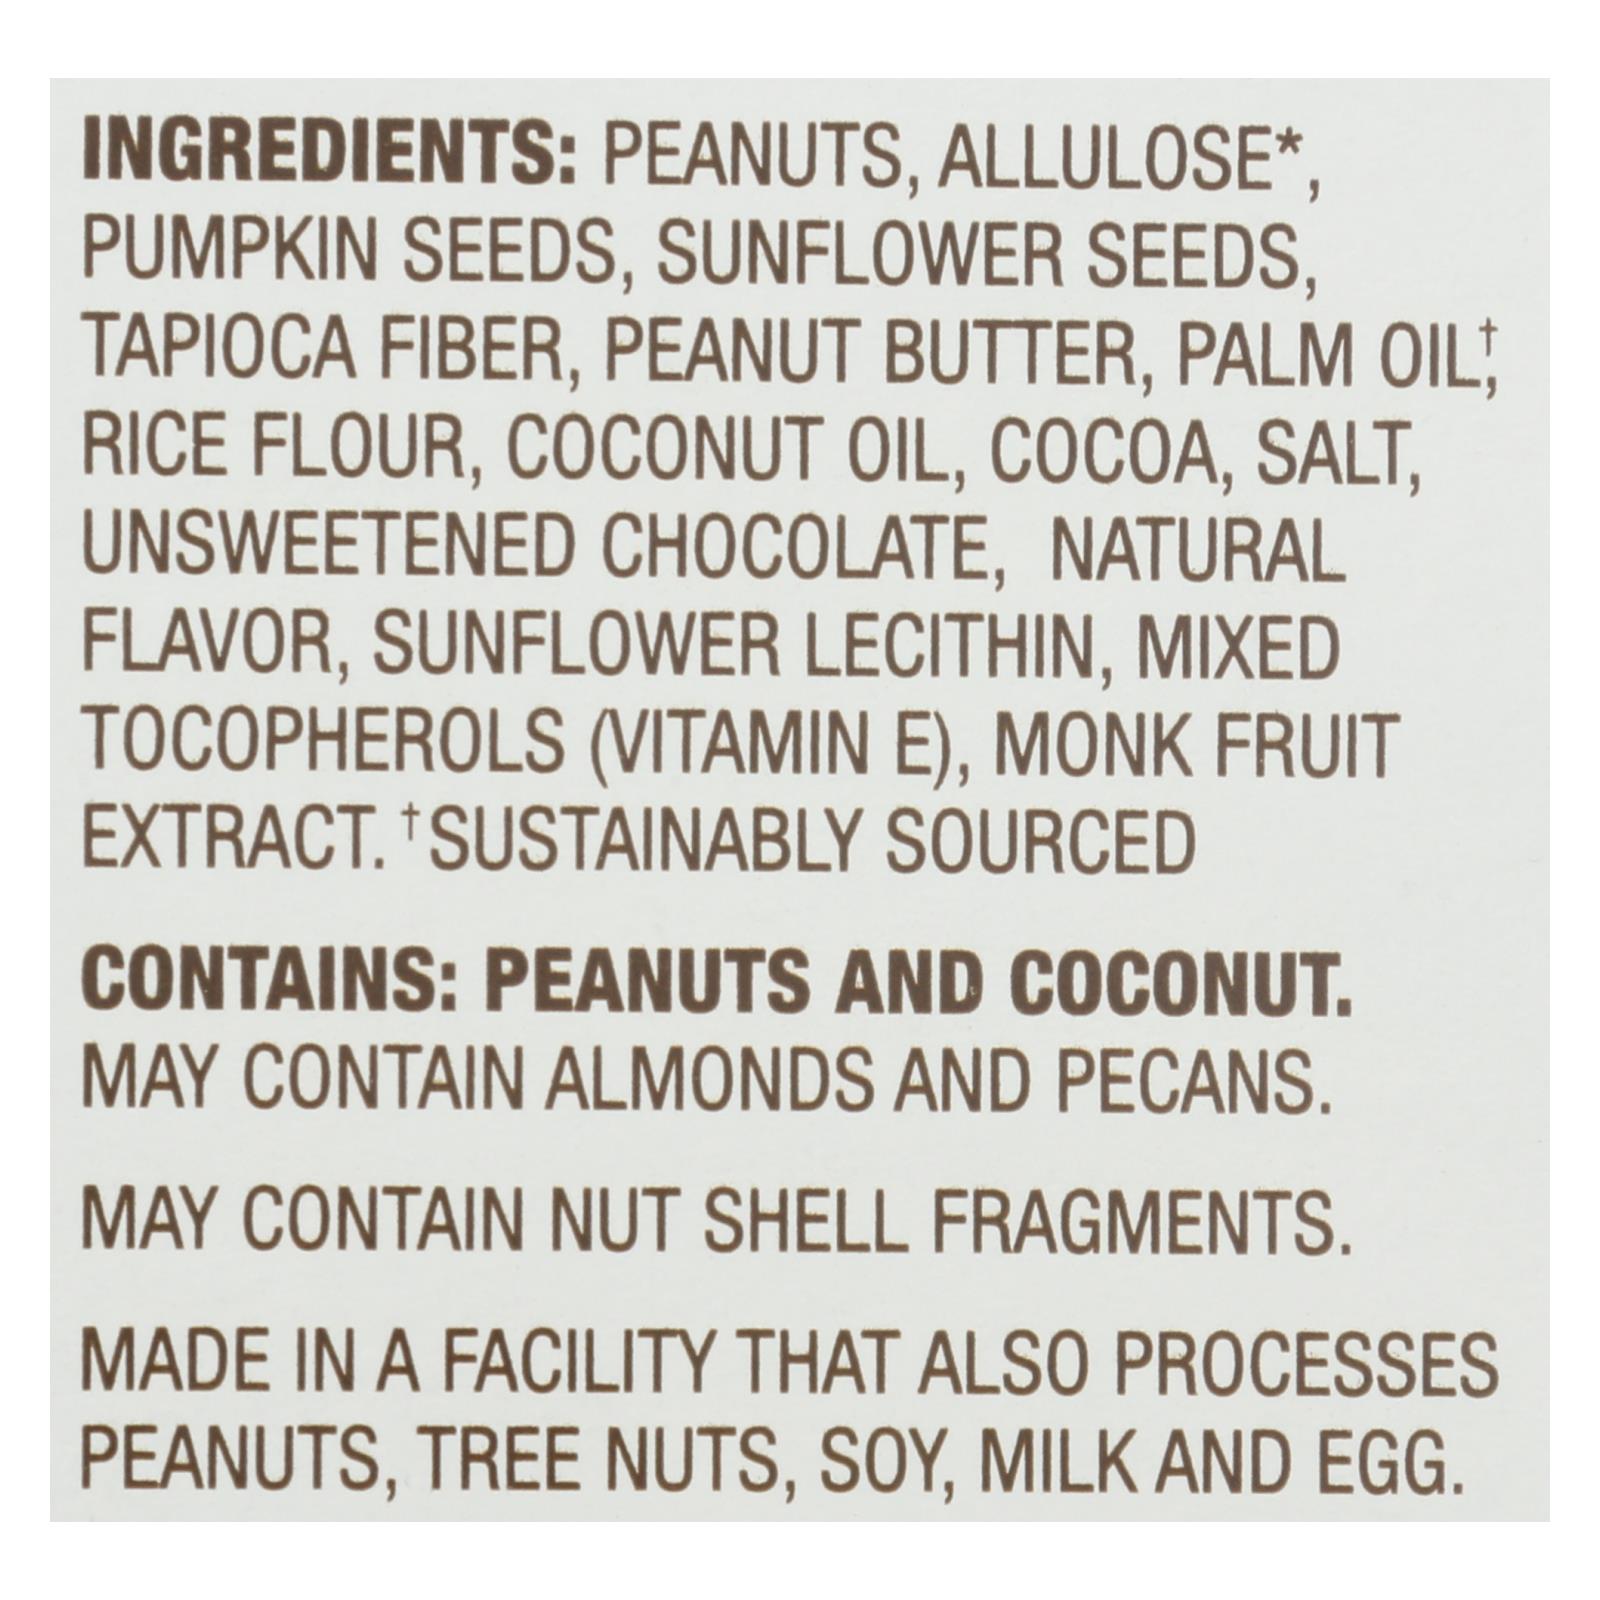 INGREDIENTS: PEANUTS, ALLULOSE*,
PUMPKIN SEEDS, SUNFLOWER SEEDS,
TAPIOCA FIBER, PEANUT BUTTER, PALM OIL†,
RICE FLOUR, COCONUT OIL, COCOA, SALT,
UNSWEETENED CHOCOLATE, NATURAL
FLAVOR, SUNFLOWER LECITHIN, MIXED
TOCOPHEROLS (VITAMIN E), MONK FRUIT
EXTRACT. †SUSTAINABLY SOURCED
CONTAINS: PEANUTS AND COCONUT.
MAY CONTAIN ALMONDS AND PECANS.
MAY CONTAIN NUT SHELL FRAGMENTS.
MADE IN A FACILITY THAT ALSO PROCESSES
PEANUTS, TREE NUTS, SOY, MILK AND EGG.